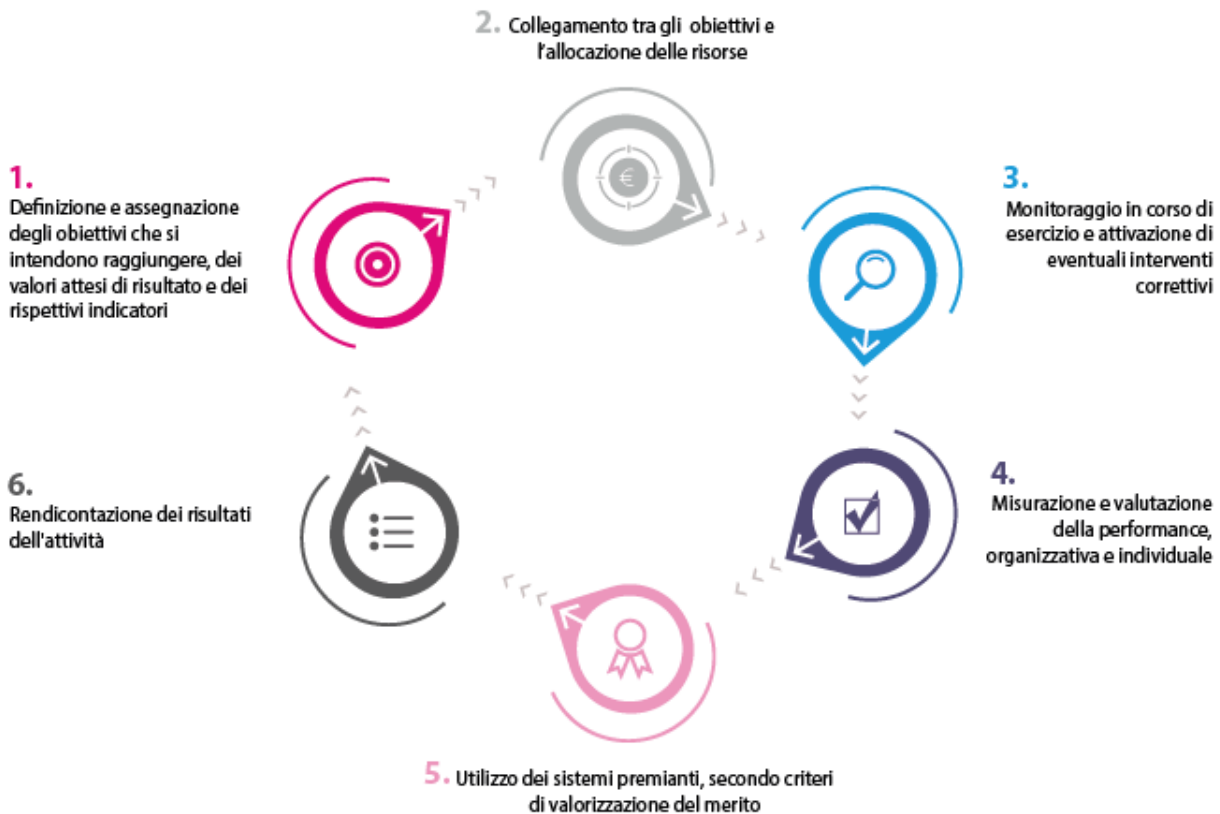 1.
Definizione e assegnazione
degli obiettivi che si
intendono raggiungere, dei
valori attesi di risultato e dei
rispettivi indicatori
2. Collegamento tra gli obiettivi e
l'allocazione delle risorse
€
3.
Monitoraggio in corso di
esercizio e attivazione di
eventuali interventi
correttivi
4.
Misurazione e valutazione
della performance,
organizzativa e individuale
5. Utilizzo dei sistemi premianti, secondo criteri
di valorizzazione del merito
6.
Rendicontazione dei risultati
dell'attività